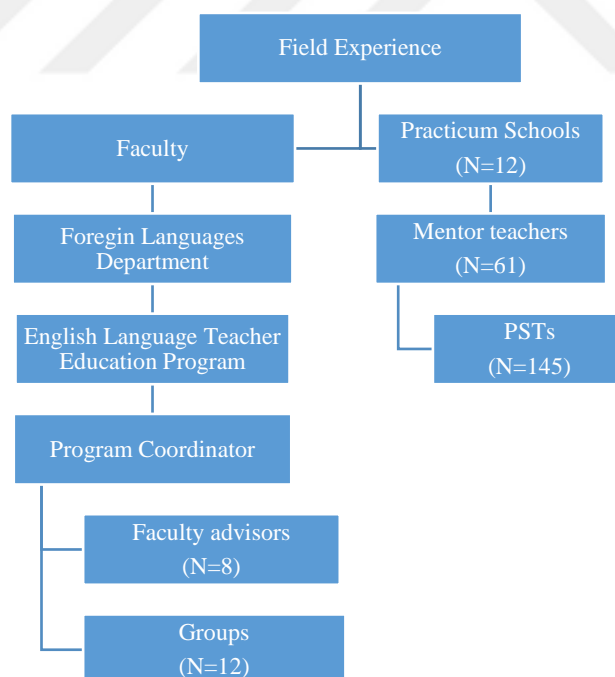 Field Experience
Faculty
Practicum Schools
(N=12)
Foregin Languages
Department
Mentor teachers
(N=61)
English Language Teacher
Education Program
PSTs
(N=145)
Program Coordinator
Faculty advisors
(N=8)
Groups
(N=12)